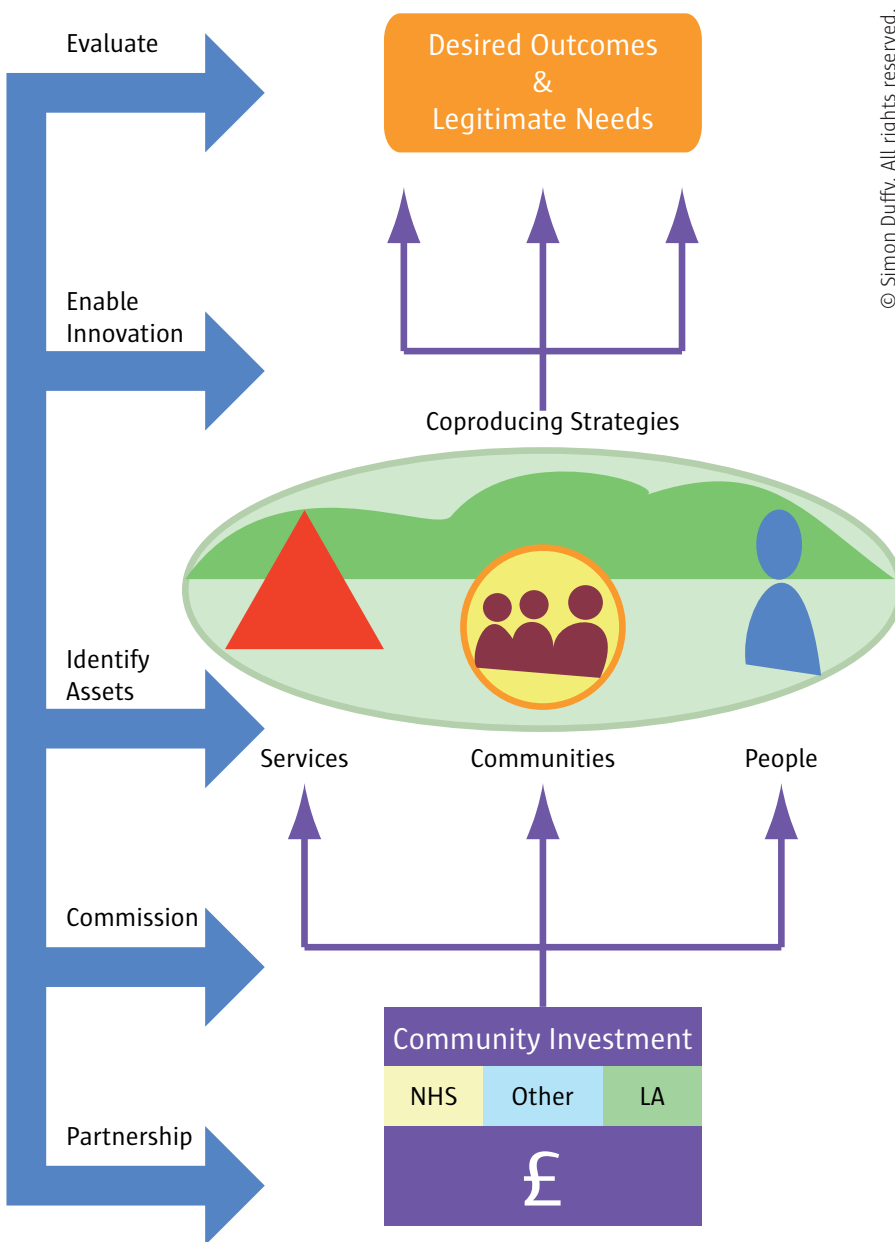 Evaluate
Desired Outcomes
&
Legitimate Needs
© Simon Duffy. All rights reserved.
Enable
Innovation
Coproducing Strategies
Identify
Assets
Services
Communities
People
Commission
Community Investment
NHS
Other
LA
Partnership
£